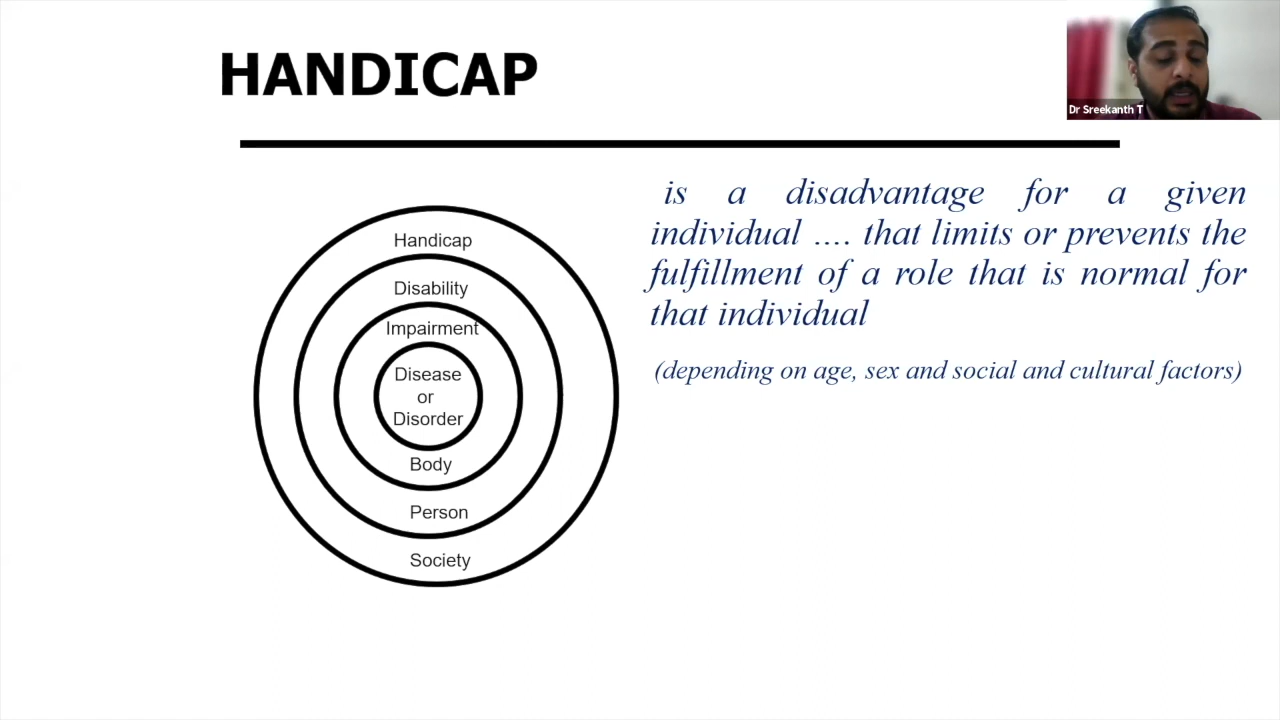 HANDICAP
Dr Sreekanth T
is a disadvantage for a given
individual .... that limits or prevents the
fulfillment of a role that is normal for
that individual
(depending on age, sex and social and cultural factors)
Handicap
Disability
Impairment
Disease
or
Disorder
Body
Person
Society